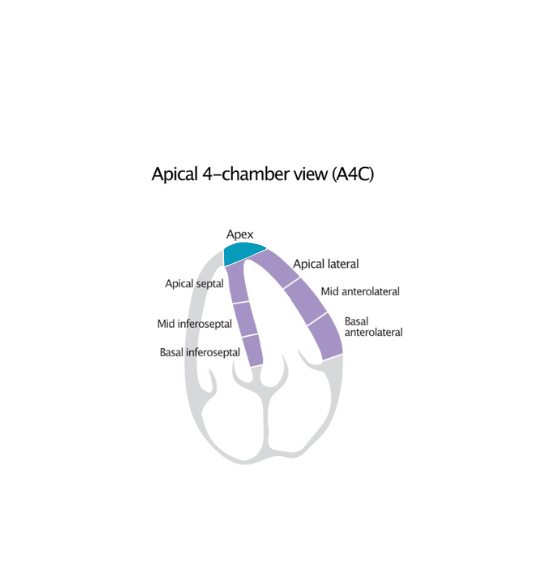 Apical 4-chamber view (A4C)
Apex
Apical lateral
Apical septal
Mid anterolateral
Mid inferoseptal
Basal
anterolateral
Basal inferoseptal